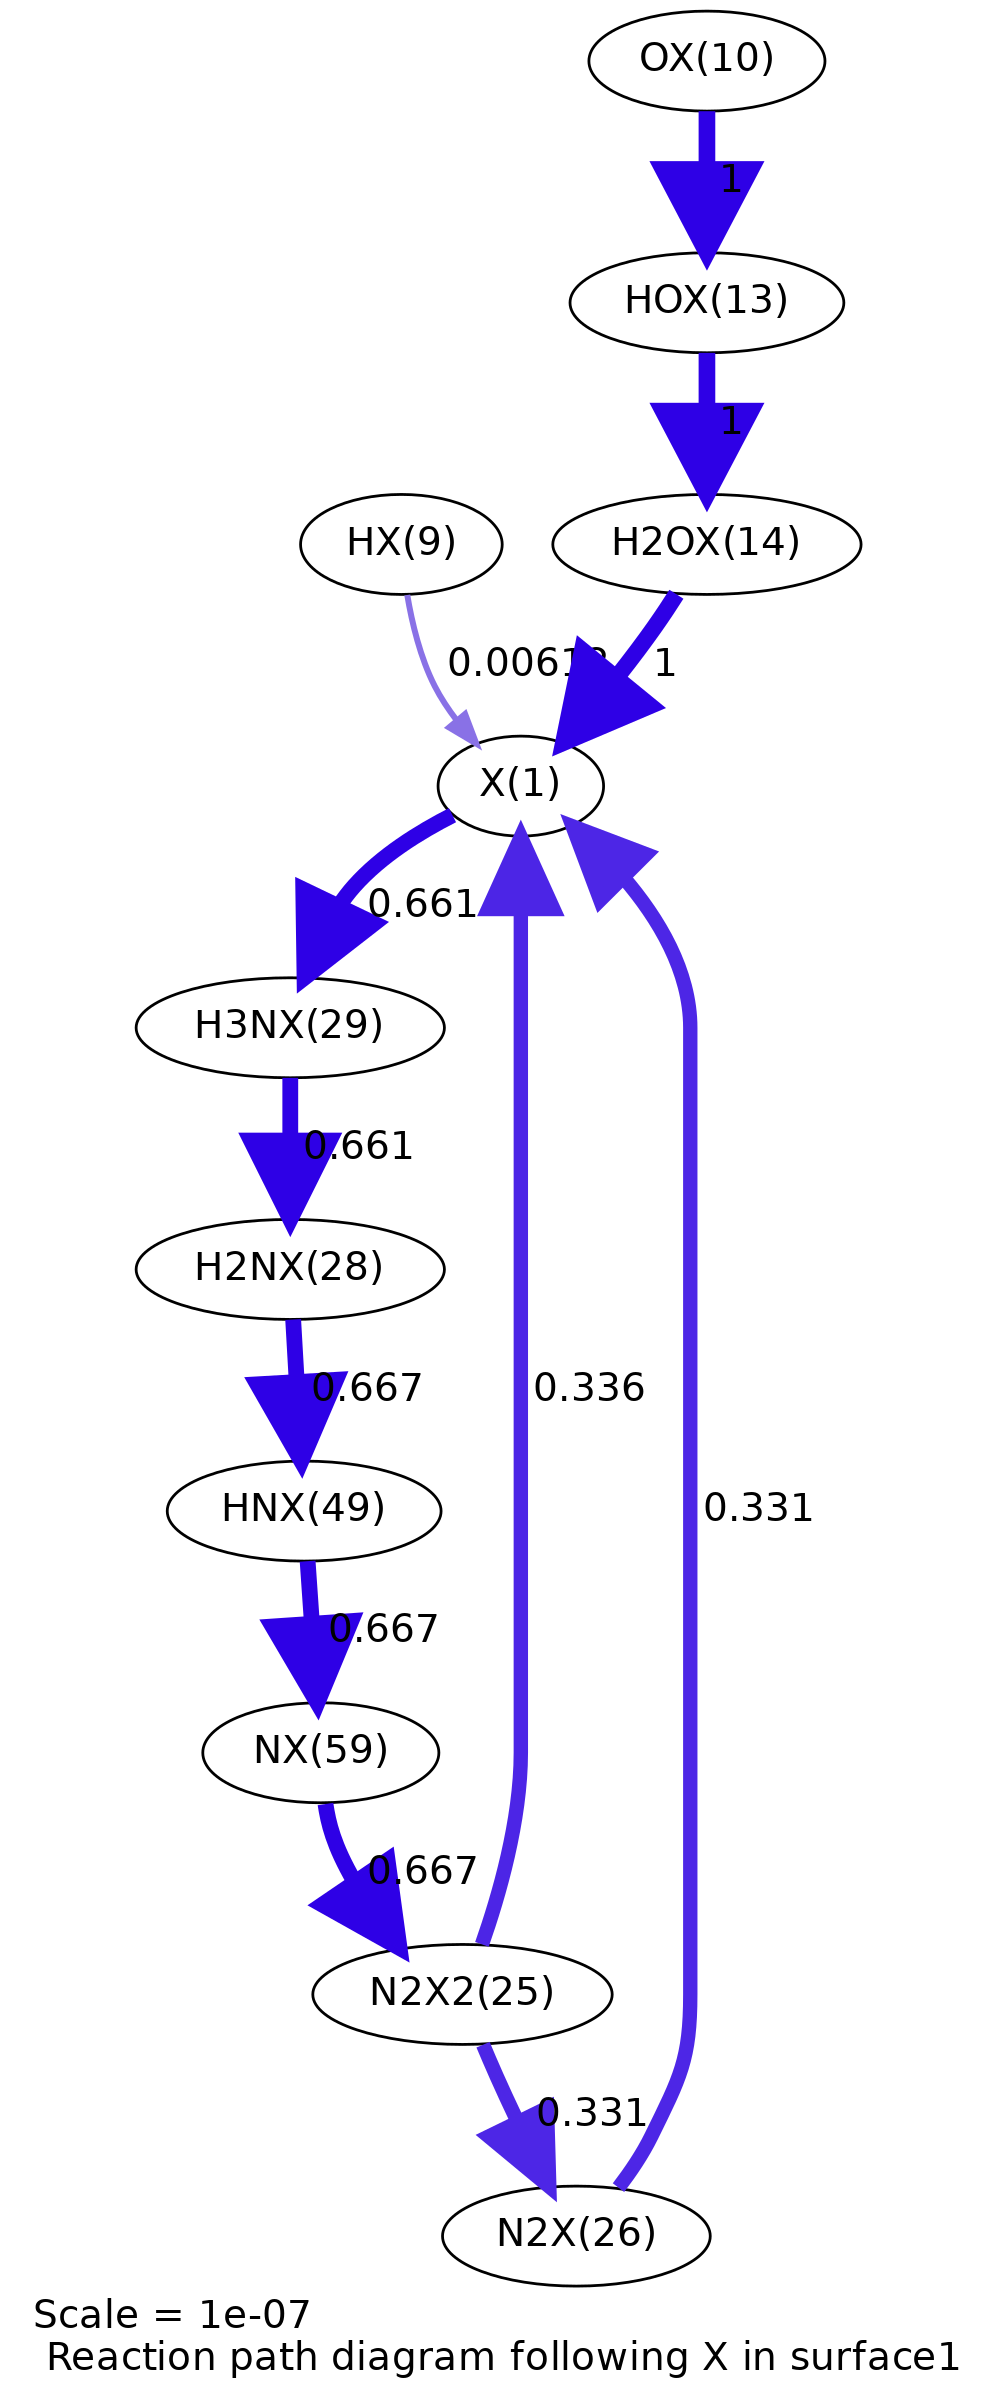 OX(10)
1
HOX(13)
1
HX(9)
H2OX(14)
1
X(1)
0.661
H3NX(29)
0.661
H2NX(28)
0.667
0.336
HNX(49)
0.331
0.667
NX(59)
0.667
N2X2(25)
0.331
N2X(26)
Scale = 1e-07
Reaction path diagram following X in surface1